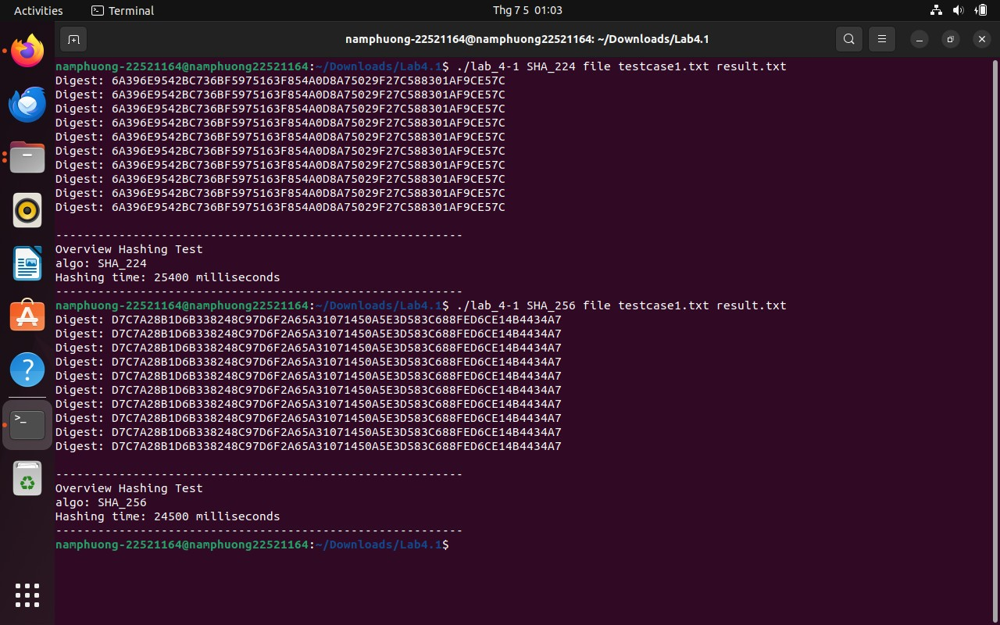 Activities
Terminal
Thg 7 5 01:03
namphuong-22521164@namphuong22521164: ~/Downloads/Lab4.1
namphuong-22521164@namphuong22521164:~/Downloads/Lab4.1$ ./lab_4-1 SHA_224 file testcase1.txt result.txt
Digest: 6A396E9542BC736BF5975163F854A0D8A75029F27C588301AF9CE57C
Digest: 6A396E9542BC736BF5975163F854A0D8A75029F27C588301AF9CE57C
Digest: 6A396E9542BC736BF5975163F854A0D8A75029F27C588301AF9CE57C
Digest: 6A396E9542BC736BF5975163F854A0D8A75029F27C588301AF9CE57C
Digest: 6A396E9542BC736BF5975163F854A0D8A75029F27C588301AF9CE57C
Digest: 6A396E9542BC736BF5975163F854A0D8A75029F27C588301AF9CE57C
Digest: 6A396E9542BC736BF5975163F854A0D8A75029F27C588301AF9CE57C
Digest: 6A396E9542BC736BF5975163F854A0D8A75029F27C588301AF9CE57C
Digest: 6A396E9542BC736BF5975163F854A0D8A75029F27C588301AF9CE57C
Digest: 6A396E9542BC736BF5975163F854A0D8A75029F27C588301AF9CE57C
----------------------------------------------------------
Overview Hashing Test
algo: SHA_224
Hashing time: 25400 milliseconds
----------------------------------------------------------
namphuong-22521164@namphuong22521164:~/Downloads/Lab4.1$ ./lab_4-1 SHA_256 file testcase1.txt result.txt
Digest: D7C7A28B1D6B338248C97D6F2A65A31071450A5E3D583C688FED6CE14B4434A7
Digest: D7C7A28B1D6B338248C97D6F2A65A31071450A5E3D583C688FED6CE14B4434A7
Digest: D7C7A28B1D6B338248C97D6F2A65A31071450A5E3D583C688FED6CE14B4434A7
Digest: D7C7A28B1D6B338248C97D6F2A65A31071450A5E3D583C688FED6CE14B4434A7
Digest: D7C7A28B1D6B338248C97D6F2A65A31071450A5E3D583C688FED6CE14B4434A7
Digest: D7C7A28B1D6B338248C97D6F2A65A31071450A5E3D583C688FED6CE14B4434A7
Digest: D7C7A28B1D6B338248C97D6F2A65A31071450A5E3D583C688FED6CE14B4434A7
Digest: D7C7A28B1D6B338248C97D6F2A65A31071450A5E3D583C688FED6CE14B4434A7
Digest: D7C7A28B1D6B338248C97D6F2A65A31071450A5E3D583C688FED6CE14B4434A7
Digest: D7C7A28B1D6B338248C97D6F2A65A31071450A5E3D583C688FED6CE14B4434A7
----------------------------------------------------------
Overview Hashing Test
algo: SHA_256
Hashing time: 24500 milliseconds
----------------------------------------------------------
namphuong-22521164@namphuong22521164:~/Downloads/Lab4.1$